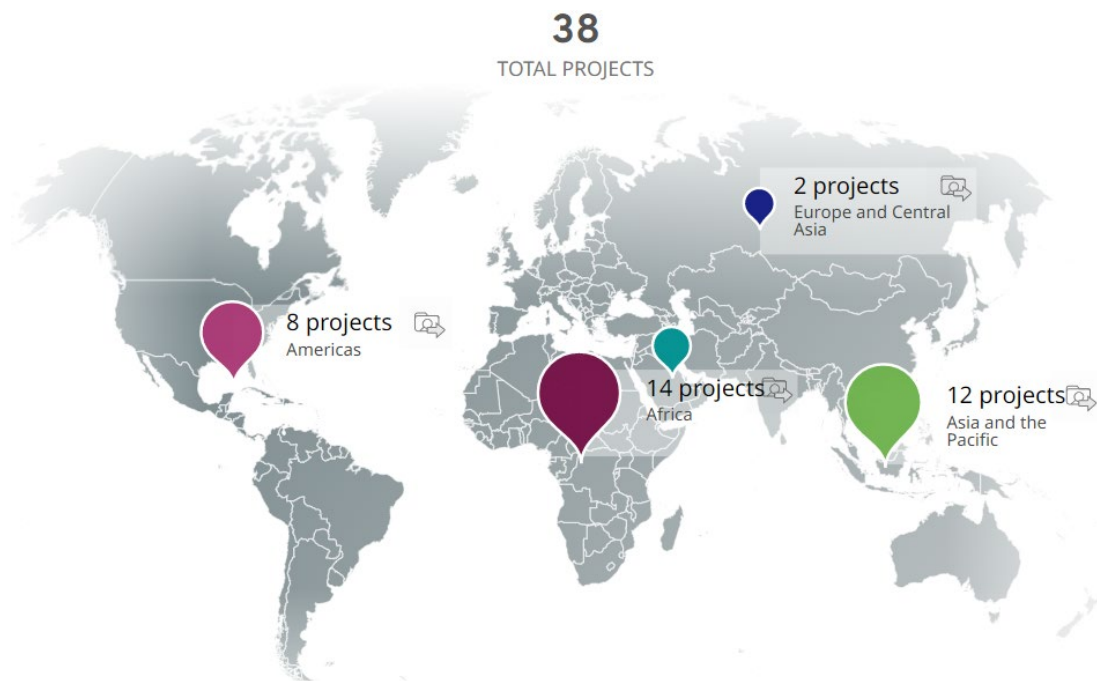 38
TOTAL PROJECTS
2 projects
Europe and Central
Asia
8 projects
Americas
14 projects
Africa
12 projects
Asia and the
Pacific